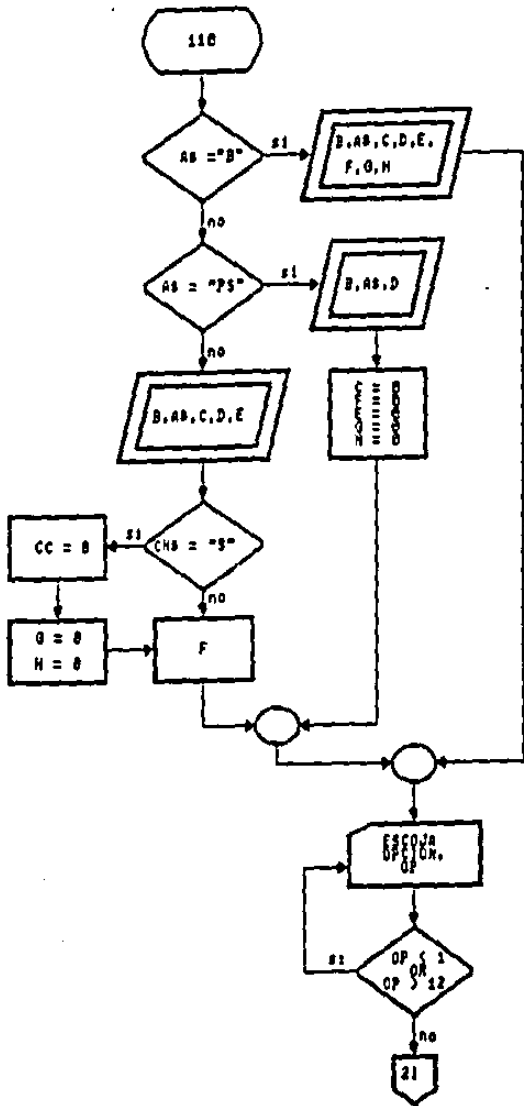 110
A$ ="B"
si
B,A$,C,D,E,
F,G,H
no
A$ = "PS"
si
B,A$,D
no
B,A$,C,D,E
CH$ = "S"
si
CC = 0
no
G = 0
H = 0
F
ESCOJA
OPCION,
OP
OP < 1
OR
OP > 12
si
no
21